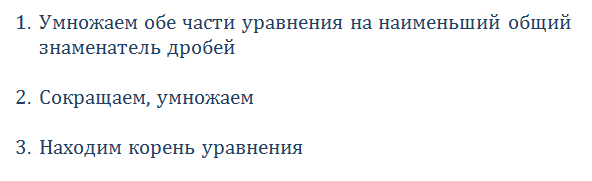 1. Умножаем обе части уравнения на наименьший общий
знаменатель дробей
2. Сокращаем, умножаем
3. Находим корень уравнения